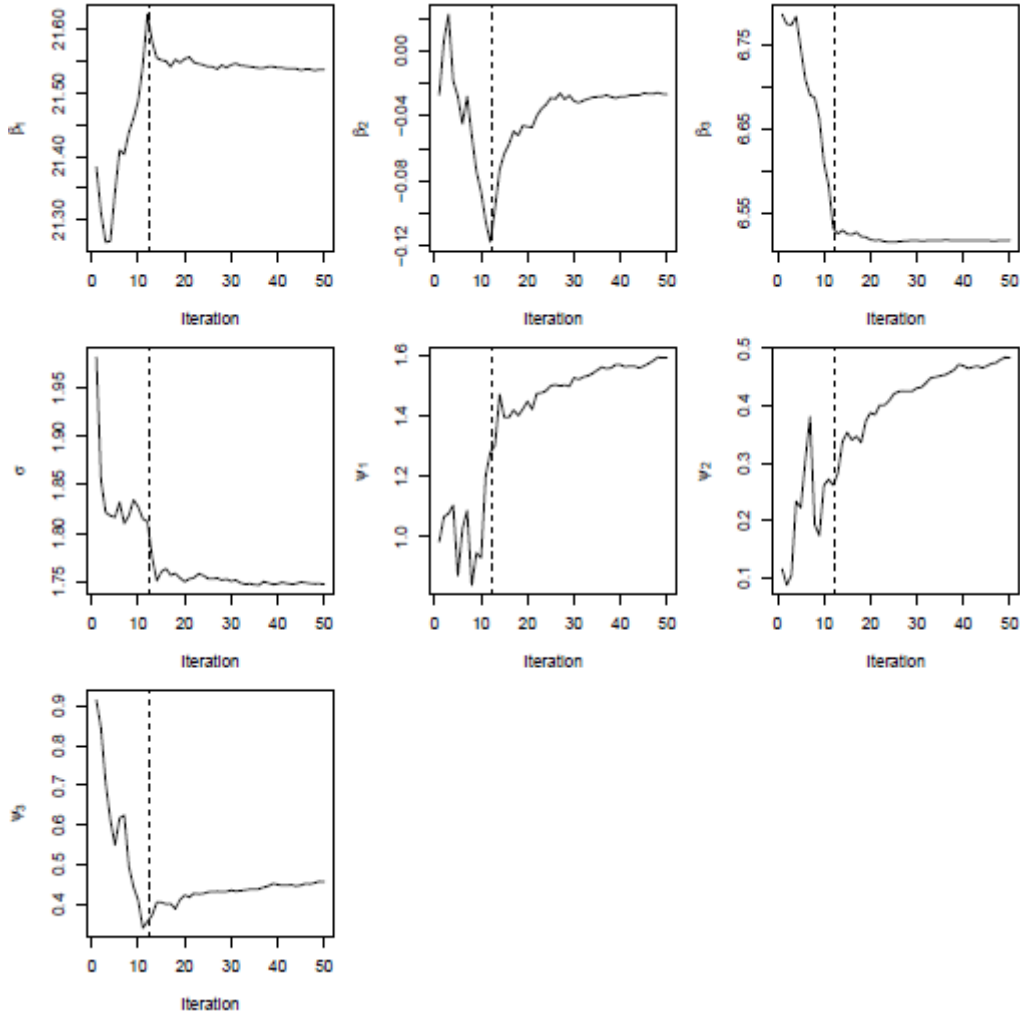 β₁
21.30 21.40 21.50 21.60
0 10 20 30 40 50
Iteration
β₂
−0.12 −0.08 −0.04 0.00
0 10 20 30 40 50
Iteration
β₃
6.55 6.65 6.75
0 10 20 30 40 50
Iteration
σ
1.75 1.80 1.85 1.90 1.95
0 10 20 30 40 50
Iteration
ψ₁
1.0 1.2 1.4 1.6
0 10 20 30 40 50
Iteration
ψ₂
0.1 0.2 0.3 0.4 0.5
0 10 20 30 40 50
Iteration
ψ₃
0.4 0.5 0.6 0.7 0.8 0.9
0 10 20 30 40 50
Iteration